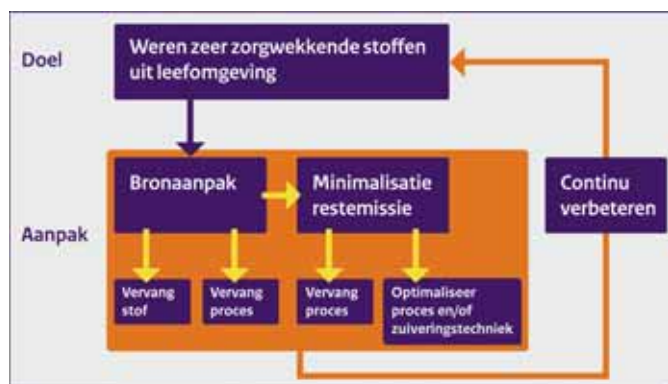 Doel
Weren zeer zorgwekkende stoffen
uit leefomgeving
Aanpak
Bronaanpak
Minimalisatie
restemissie
Continu
verbeteren
Vervang
stof
Vervang
proces
Vervang
proces
Optimaliseer
proces en/of
zuiveringstechniek